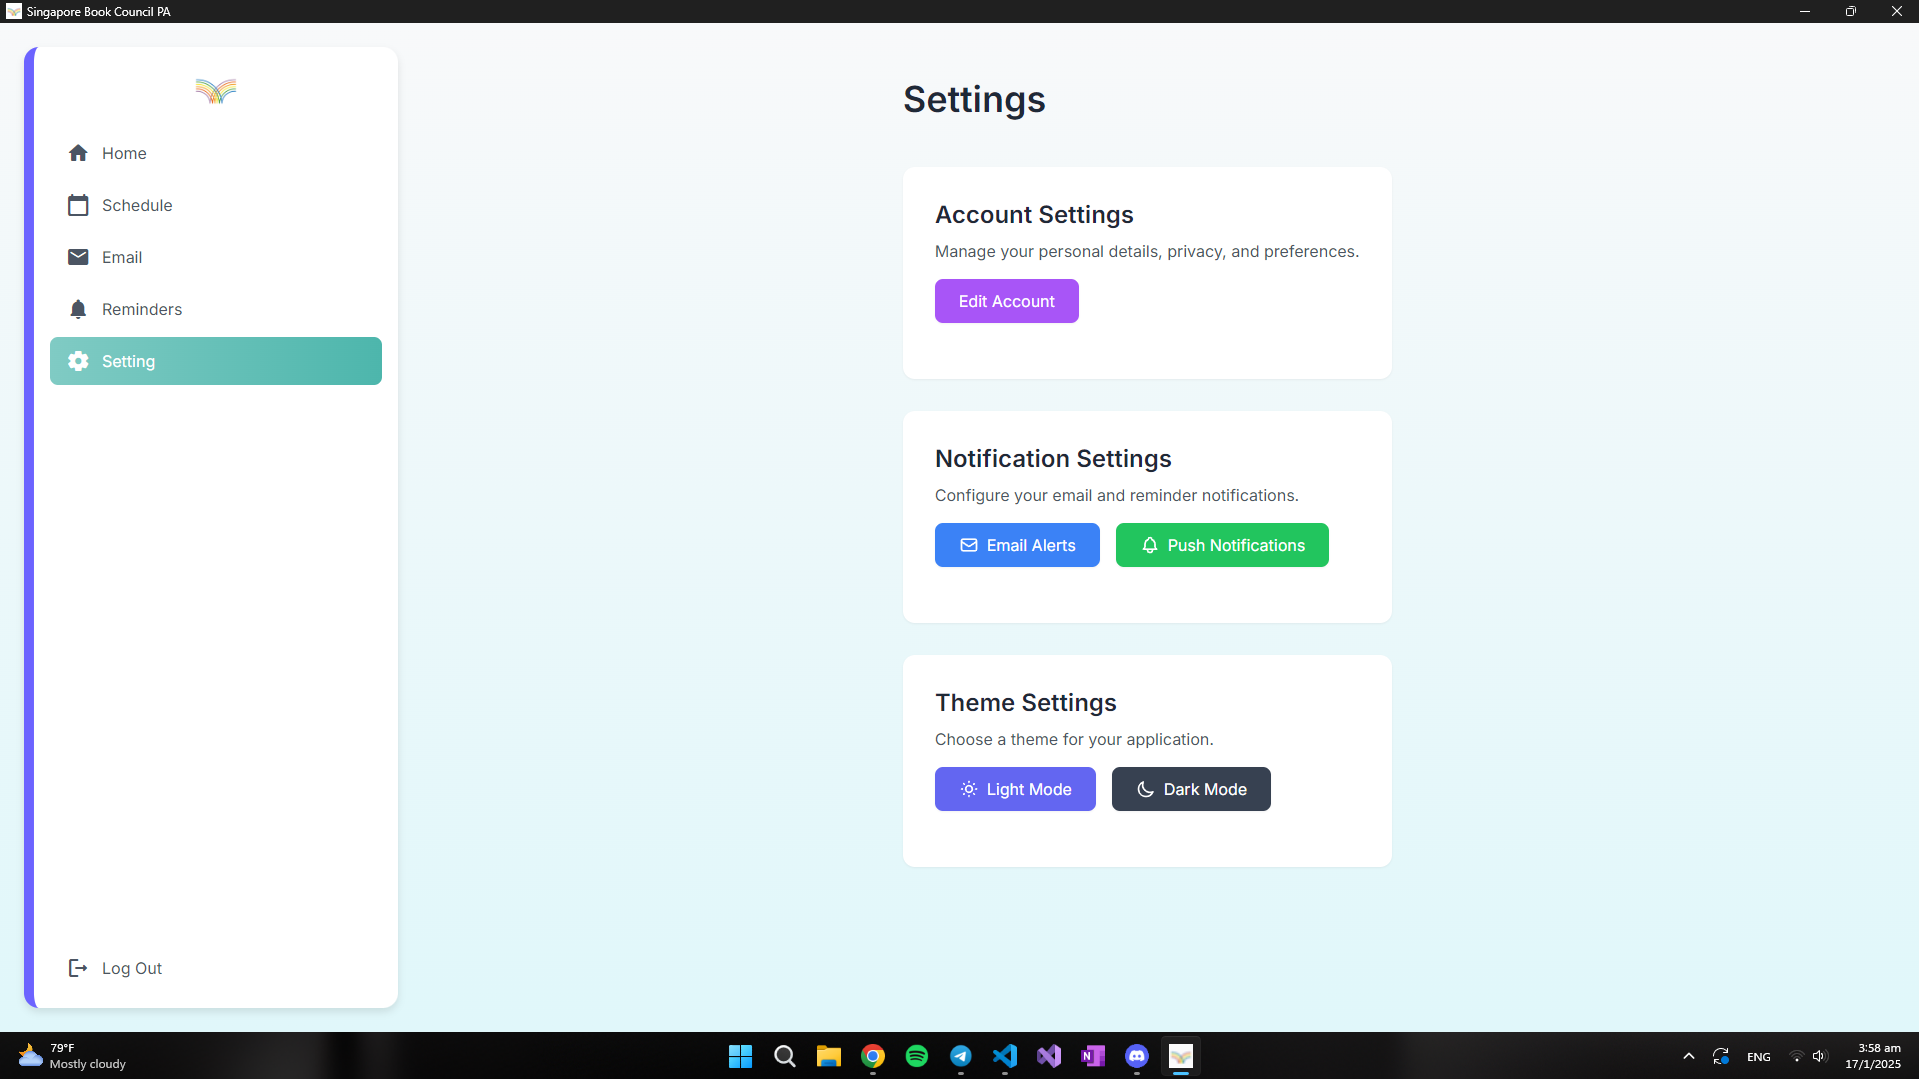 Singapore Book Council PA
Home
Schedule
Email
Reminders
Setting
Log Out
Settings
Account Settings
Manage your personal details, privacy, and preferences.
Edit Account
Notification Settings
Configure your email and reminder notifications.
Email Alerts
Push Notifications
Theme Settings
Choose a theme for your application.
Light Mode
Dark Mode
79°F
Mostly cloudy
N
ENG
3:58 am
17/1/2025